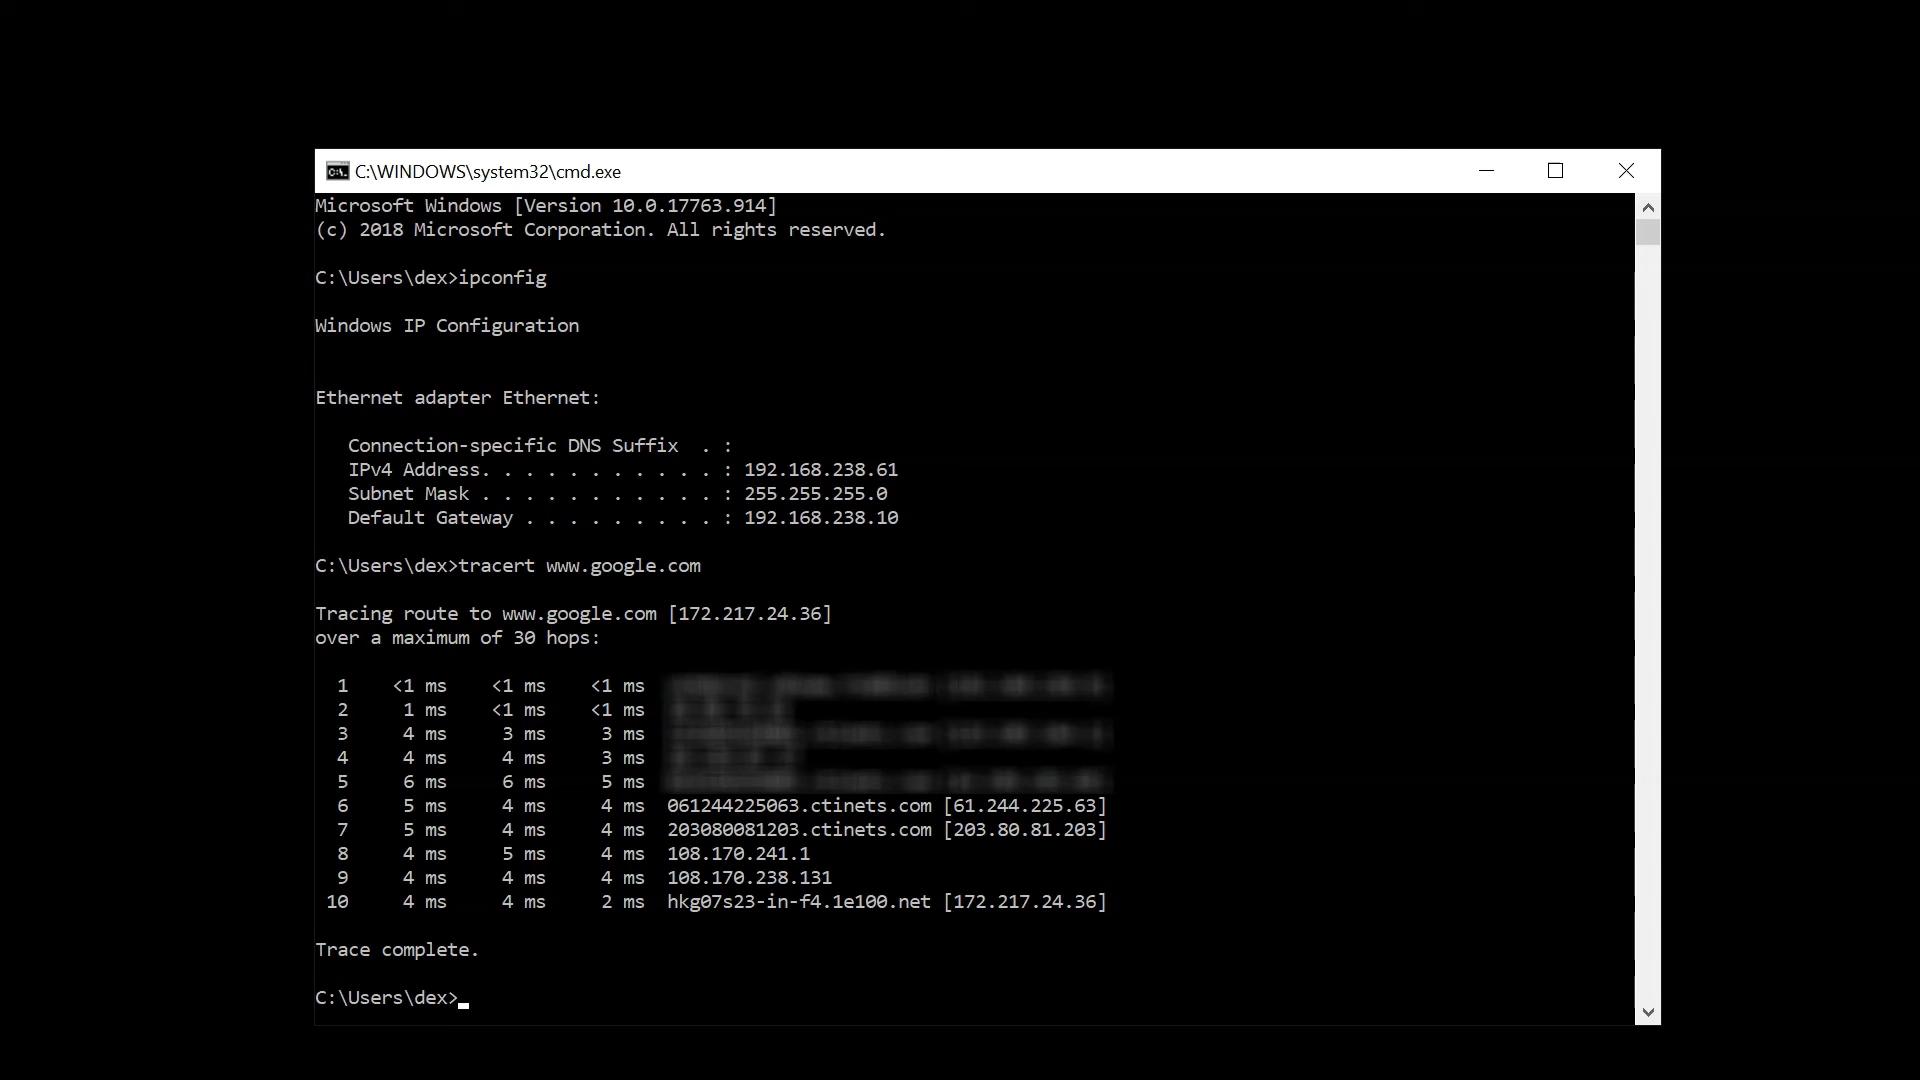 C:\WINDOWS\system32\cmd.exe
Microsoft Windows [Version 10.0.17763.914]
(c) 2018 Microsoft Corporation. All rights reserved.
C:\Users\dex>ipconfig
Windows IP Configuration
Ethernet adapter Ethernet:
Connection-specific DNS Suffix . :
IPv4 Address. . . . . . . . . . . : 192.168.238.61
Subnet Mask . . . . . . . . . . . : 255.255.255.0
Default Gateway . . . . . . . . . : 192.168.238.10
C:\Users\dex>tracert www.google.com
Tracing route to www.google.com [172.217.24.36]
over a maximum of 30 hops:
1 <1 ms <1 ms <1 ms
2 1 ms <1 ms <1 ms
3 4 ms 3 ms 3 ms
4 4 ms 4 ms 3 ms
5 6 ms 6 ms 5 ms
6 5 ms 4 ms 4 ms 061244225063.ctinets.com [61.244.225.63]
7 5 ms 4 ms 4 ms 203080081203.ctinets.com [203.80.81.203]
8 4 ms 5 ms 4 ms 108.170.241.1
9 4 ms 4 ms 4 ms 108.170.238.131
10 4 ms 4 ms 2 ms hkg07s23-in-f4.1e100.net [172.217.24.36]
Trace complete.
C:\Users\dex>